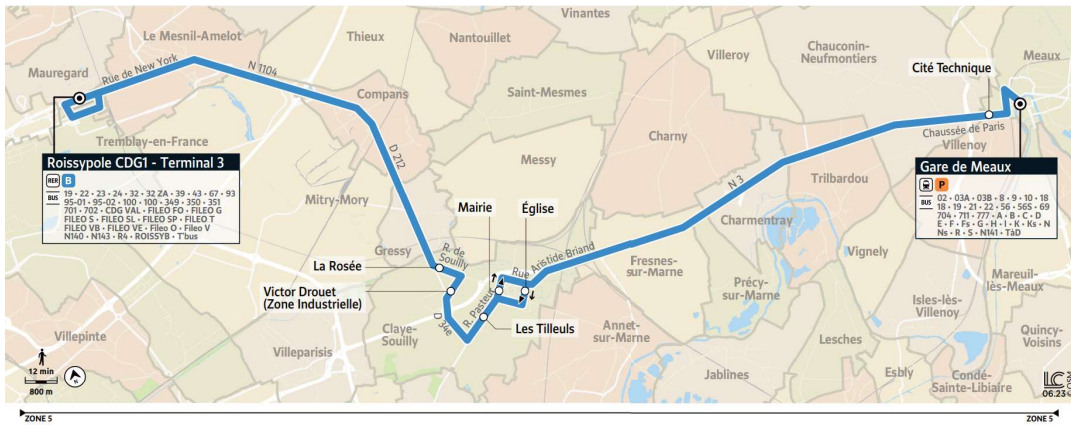 Vinantes
Le Mesnil-Amelot
Thieux
Nantouillet
Chauconin-
Neufmontiers
Meaux
Villeroy
Mauregard
Rue de New York
N 1104
Cité Technique
Compans
Saint-Mesmes
Charny
Chaussée de Paris
Villenoy
Tremblay-en-France
Roissypole CDG1 - Terminal 3
RER B
BUS
19 • 22 • 23 • 24 • 32 • 32 ZA • 39 • 43 • 67 • 93
95-01 • 95-02 • 100 • 100 • 349 • 350 • 351
701 • 702 • CDG VAL • FILEO FO • FILEO G
FILEO S • FILEO SL • FILEO SP • FILEO T
FILEO VB • FILEO VE • Fileo O • Fileo V
N140 • N143 • R4 • ROISSYB • T'bus
D 212
Messy
N 3
Trilbardou
Gare de Meaux
P
BUS
02 • 03A • 03B • 8 • 9 • 10 • 18
18 • 19 • 21 • 22 • 56 • 56S • 69
704 • 711 • 777 • A • B • C • D
E • F • Fs • G • H • I • K • Ks • N
Ns • R • S • N141 • TàD
Mitry-Mory
Mairie
Église
Charmentray
Gressy
R. de
Souilly
Rue Aristide Briand
Vignely
La Rosée
Fresnes-
sur-Marne
Précy-
sur-Marne
Mareuil-
lès-Meaux
Victor Drouet
(Zone Industrielle)
R. Pasteur
Isles-lès-
Villenoy
D 34e
Les Tilleuls
Claye-
Souilly
Annet-
sur-Marne
Villepinte
Villeparisis
Lesches
Quincy-
Voisins
Jablines
Esbly
Condé-
Sainte-Libiaire
12 min
800 m
N
LC
06.23
OSM
ZONE 5
ZONE 5